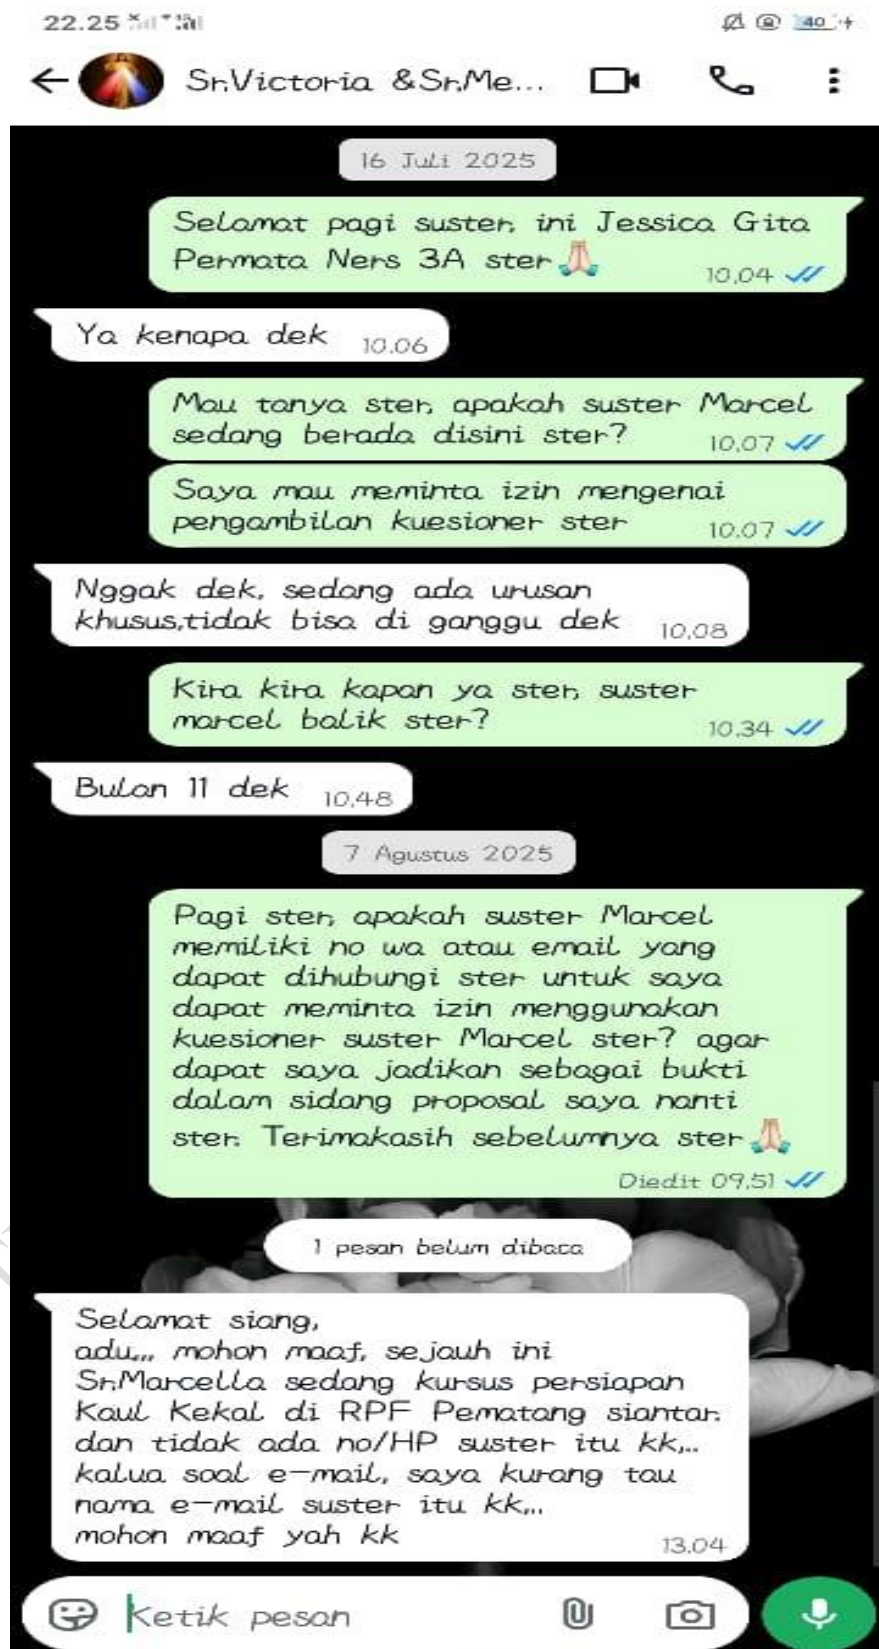 22.25
40
Sr.Victoria &Sr.Me...
16 Juli 2025
Selamat pagi suster, ini Jessica Gita
Permata Ners 3A ster🙏
10.04
Ya kenapa dek 10.06
Mau tanya ster, apakah suster Marcel
sedang berada disini ster?
10.07
Saya mau meminta izin mengenai
pengambilan kuesioner ster
10.07
Nggak dek, sedang ada urusan
khusus,tidak bisa di ganggu dek 10.08
Kira kira kapan ya ster, suster
marcel balik ster?
10.34
Bulan 11 dek 10.48
7 Agustus 2025
Pagi ster, apakah suster Marcel
memiliki no wa atau email yang
dapat dihubungi ster untuk saya
dapat meminta izin menggunakan
kuesioner suster Marcel ster? agar
dapat saya jadikan sebagai bukti
dalam sidang proposal saya nanti
ster. Terimakasih sebelumnya ster🙏
Diedit 09.51
1 pesan belum dibaca
Selamat siang,
adu,,, mohon maaf, sejauh ini
Sr.Marcella sedang kursus persiapan
Kaul Kekal di RPF Pematang siantar.
dan tidak ada no/HP suster itu kk,..
kalua soal e-mail, saya kurang tau
nama e-mail suster itu kk,,.
mohon maaf yah kk
13.04
Ketik pesan